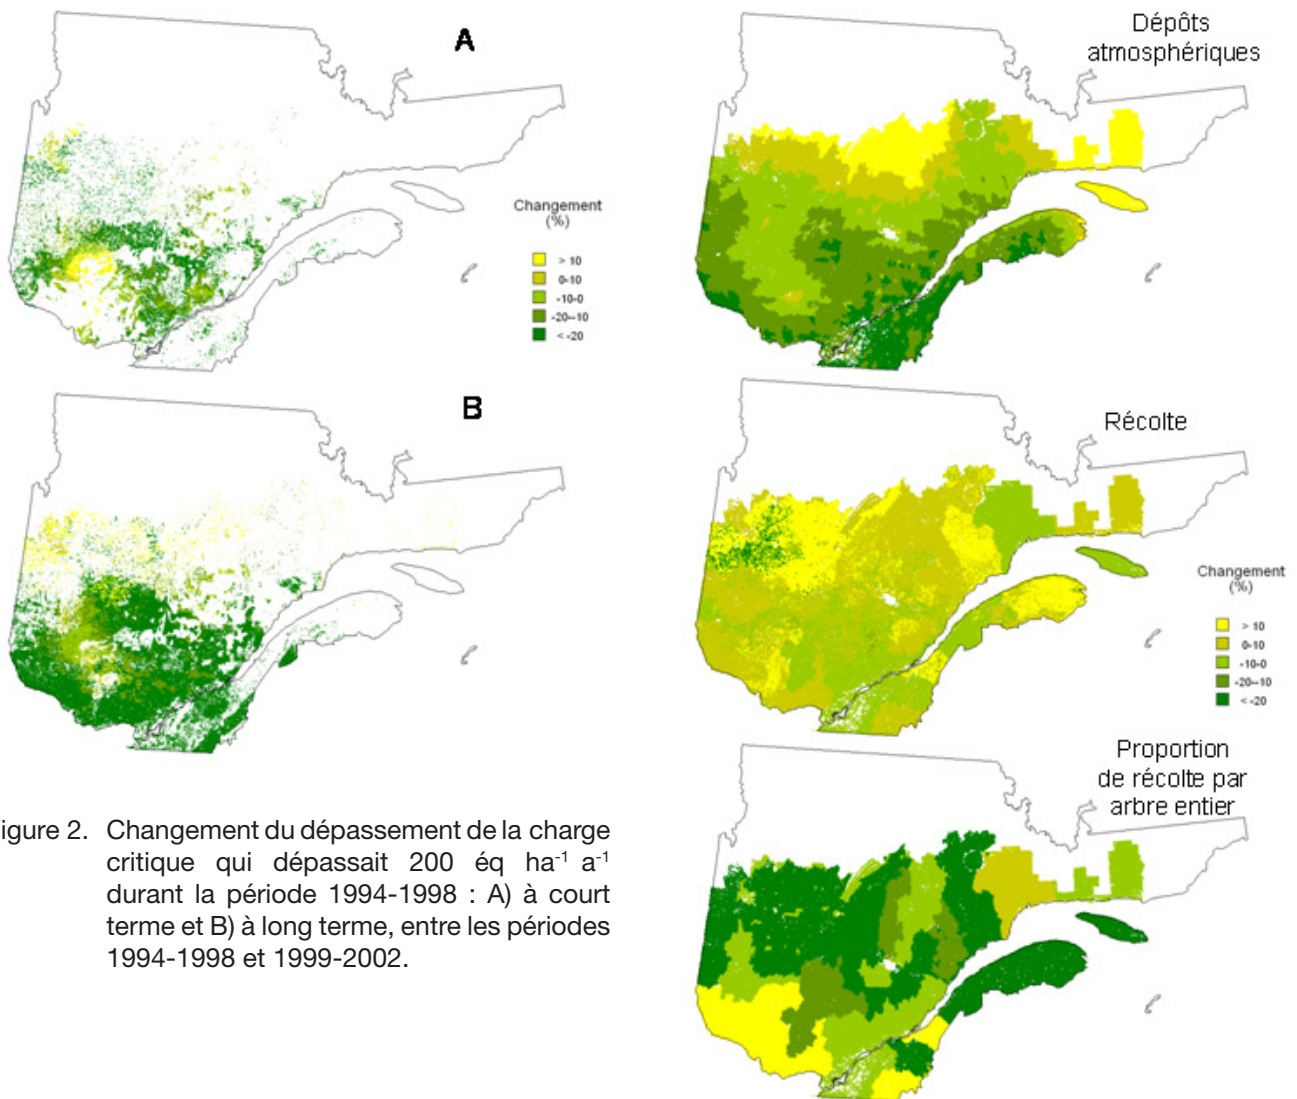 A
Changement
(%)
> 10
0-10
-10-0
-20--10
< -20
B
igure 2. Changement du dépassement de la charge
critique qui dépassait 200 éq ha⁻¹ a⁻¹
durant la période 1994-1998 : A) à court
terme et B) à long terme, entre les périodes
1994-1998 et 1999-2002.
Dépôts
atmosphériques
Récolte
Changement
(%)
> 10
0-10
-10-0
-20--10
< -20
Proportion
de récolte par
arbre entier